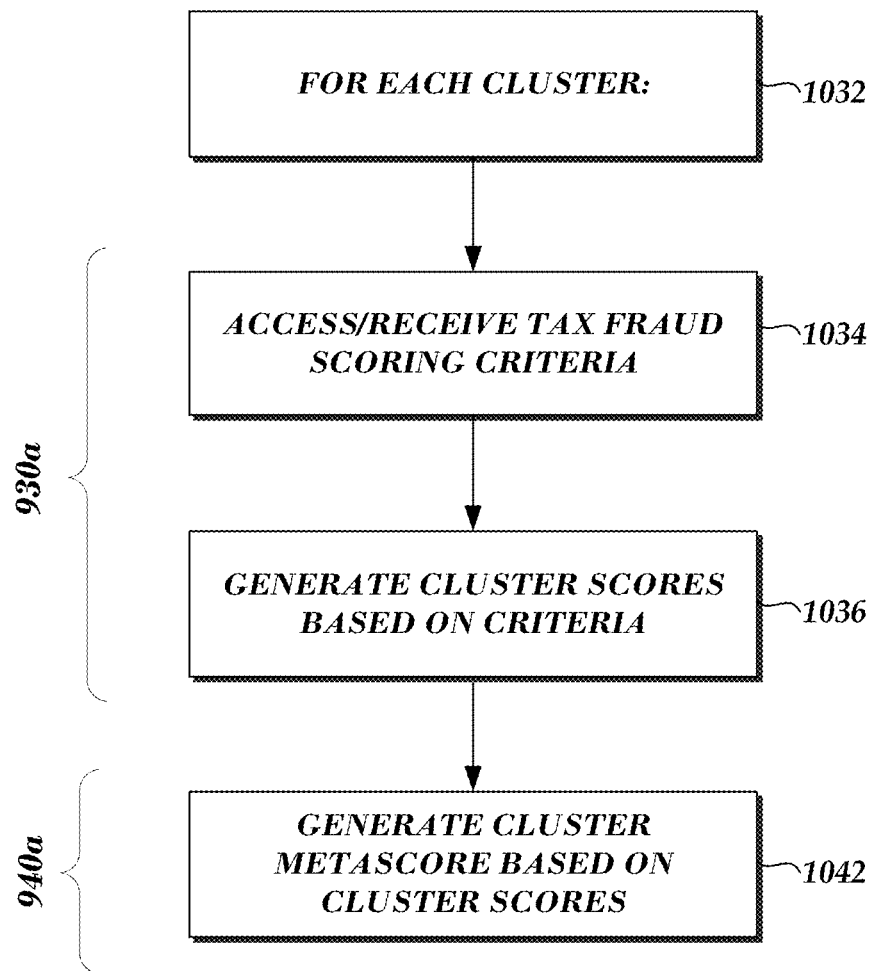 FOR EACH CLUSTER:
1032
ACCESS/RECEIVE TAX FRAUD
SCORING CRITERIA
1034
930a
GENERATE CLUSTER SCORES
BASED ON CRITERIA
1036
GENERATE CLUSTER
METASCORE BASED ON
CLUSTER SCORES
1042
940a